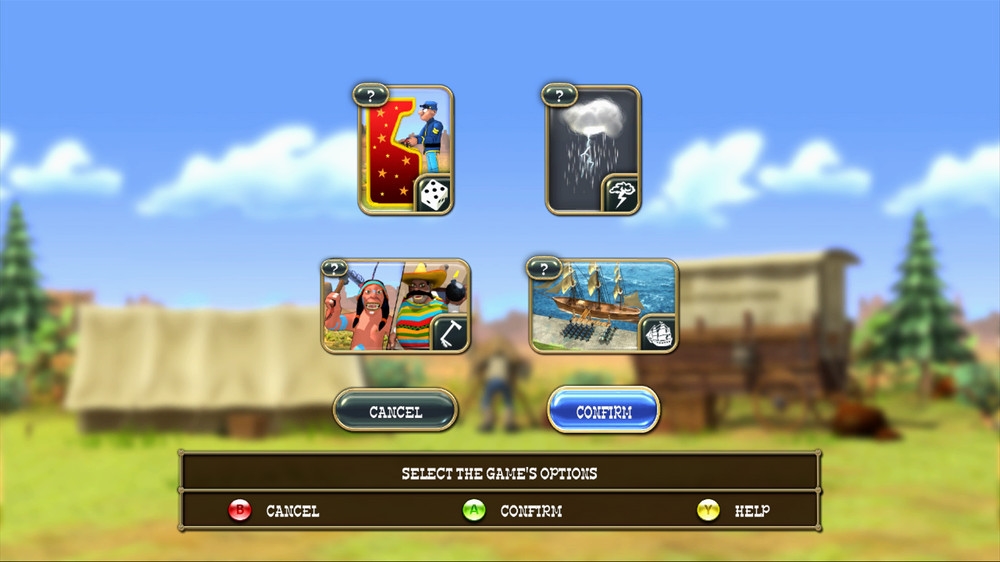 ?
?
?
?
CANCEL
CONFIRM
SELECT THE GAME'S OPTIONS
B CANCEL
A CONFIRM
Y HELP